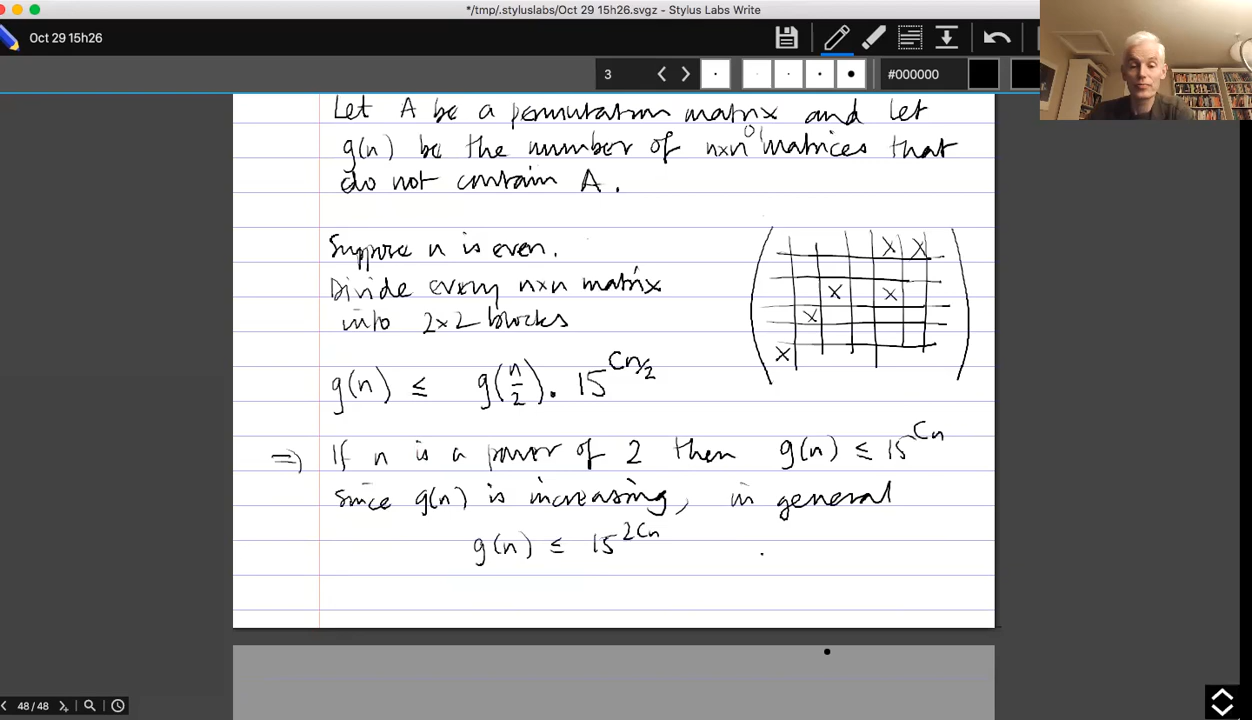 */tmp/.styluslabs/Oct 29 15h26.svgz - Stylus Labs Write
Oct 29 15h26
3
#000000
Let A be a permutation matrix and let
g(n) be the number of n×n 01 matrices that
do not contain A.
Suppose n is even.
Divide every n×n matrix
into 2×2 blocks
X X
X X
X
X
g(n) ≤ g(n/2). 15^{Cn/2}
=) If n is a power of 2 then g(n) ≤ 15^{Cn}
since g(n) is increasing, in general
g(n) ≤ 15^{2Cn}
48/48